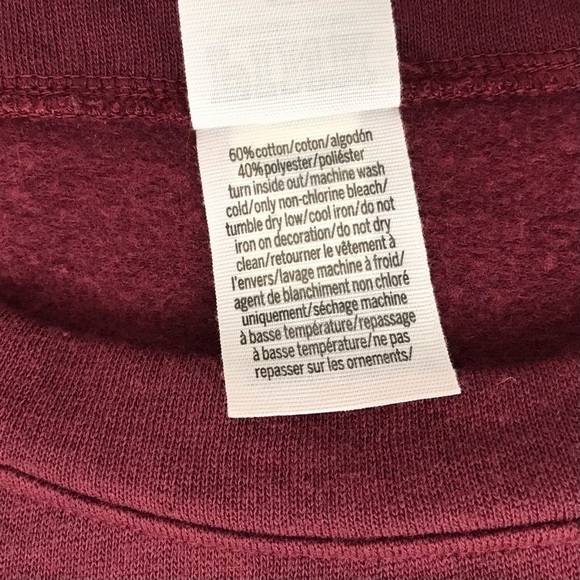 60%cotton/coton/algodón
40%polyester/poliéster
turn inside out/machine wash
cold/only non-chlorine bleach/
tumble dry low/cool iron/do not
iron on decoration/do not dry
clean/retourner le vêtement à
l'envers/lavage machine à froid/
agent de blanchiment non chloré
uniquement/séchage machine
à basse température/repassage
à basse température/ne pas
repasser sur les ornements/